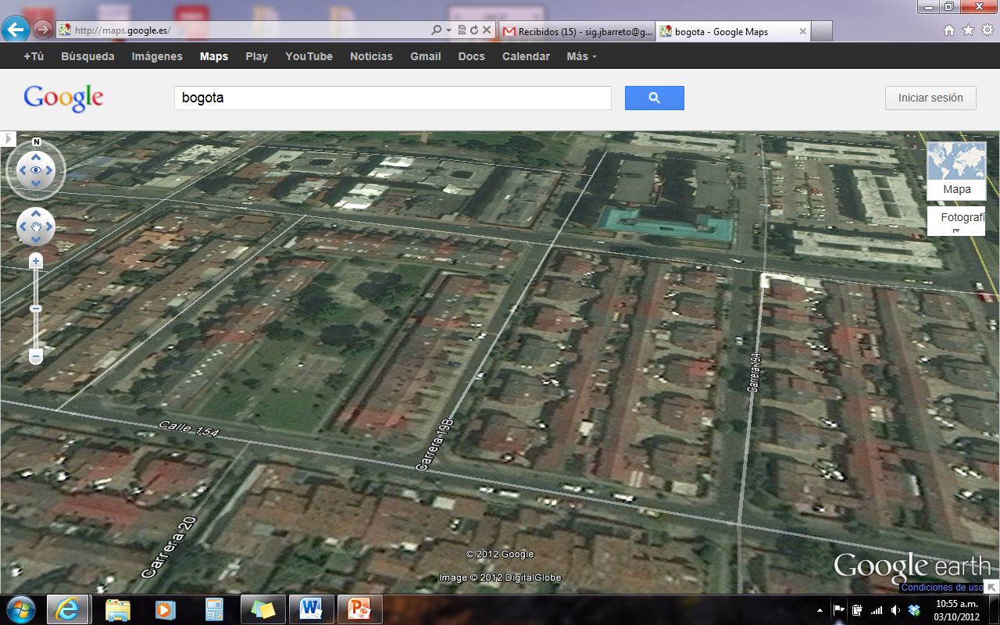 http://maps.google.es/
Recibidos (15) - sig.jbarreto@g...
bogota - Google Maps
+Tú Búsqueda Imágenes Maps Play YouTube Noticias Gmail Docs Calendar Más
Google
bogota
Iniciar sesión
N
Mapa
Fotografí
Carrera 19A
Calle 154
Carrera 19B
Carrera 20
© 2012 Google
Image © 2012 DigitalGlobe
Google earth
Condiciones de uso
10:55 a.m.
03/10/2012